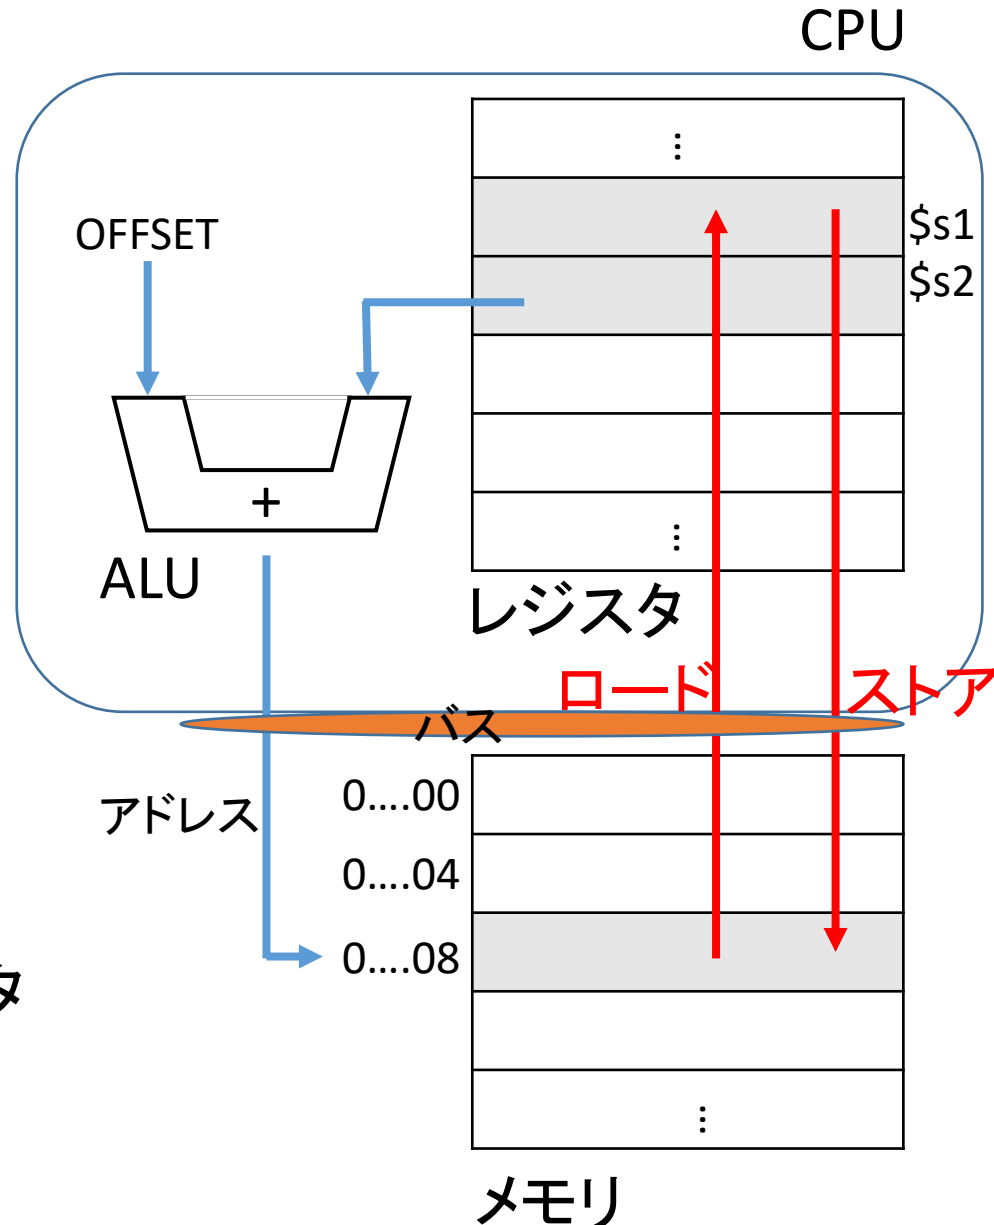 CPU
⋮
OFFSET
$s1
$s2
+
⋮
ALU
レジスタ
ロード
ストア
バス
0....00
アドレス
0....04
0....08
タ
⋮
メモリ